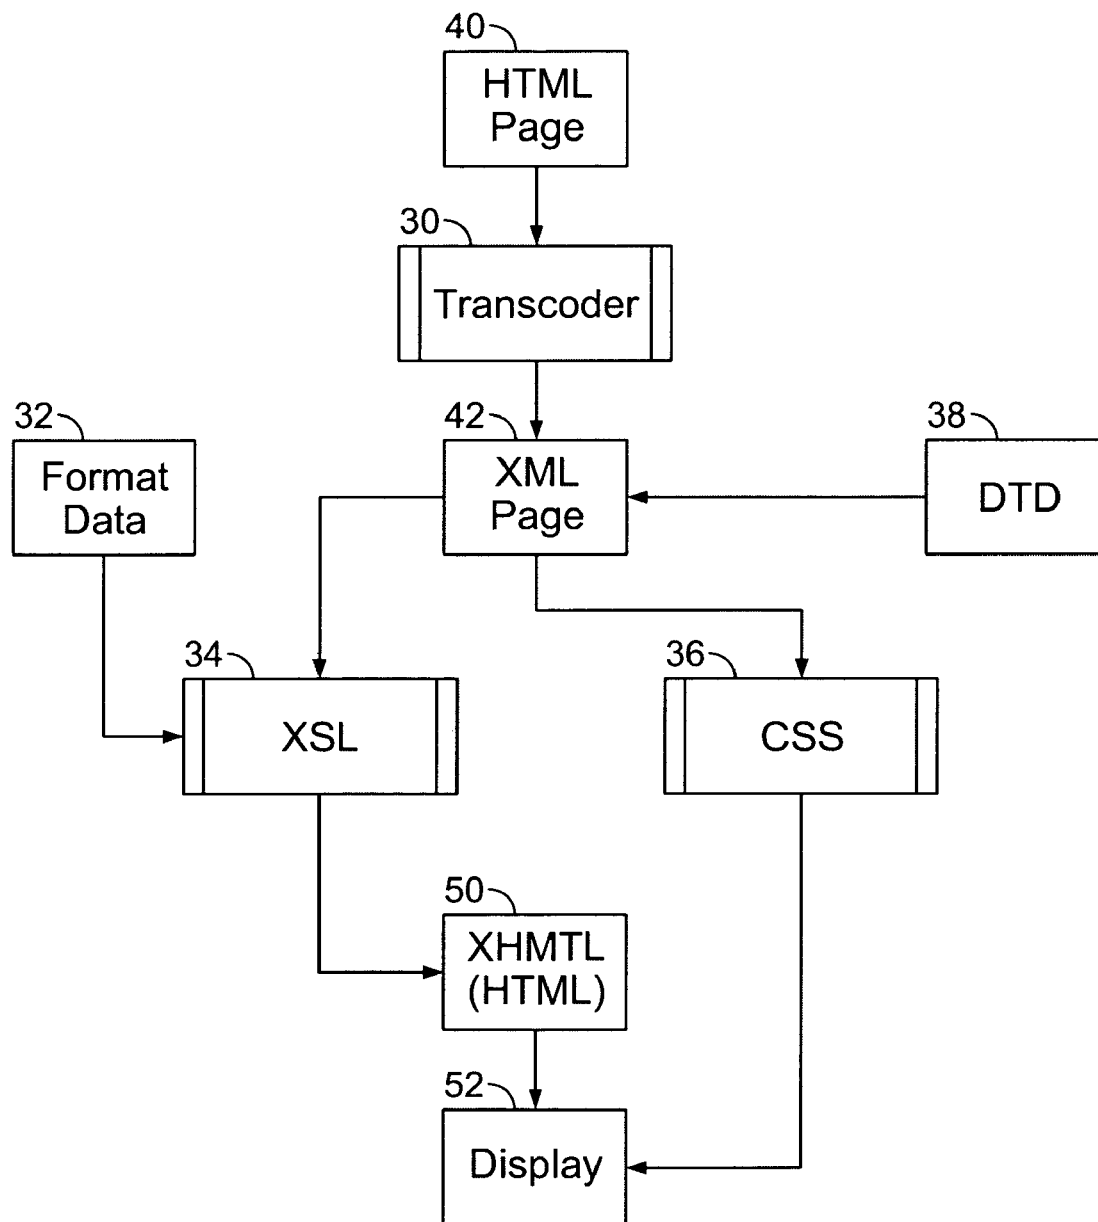 40
HTML
Page
30
Transcoder
32
42
38
Format
Data
XML
Page
DTD
34
36
XSL
CSS
50
XHMTL
(HTML)
52
Display